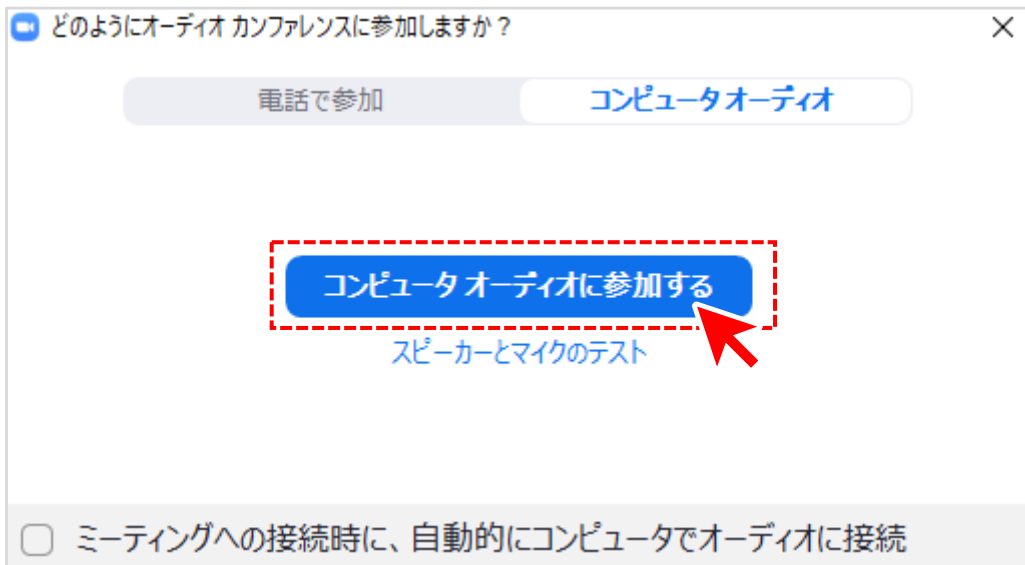 どのようにオーディオ カンファレンスに参加しますか？
電話で参加
コンピュータ オーディオ
コンピュータ オーディオに参加する
スピーカーとマイクのテスト
ミーティングへの接続時に、自動的にコンピュータでオーディオに接続